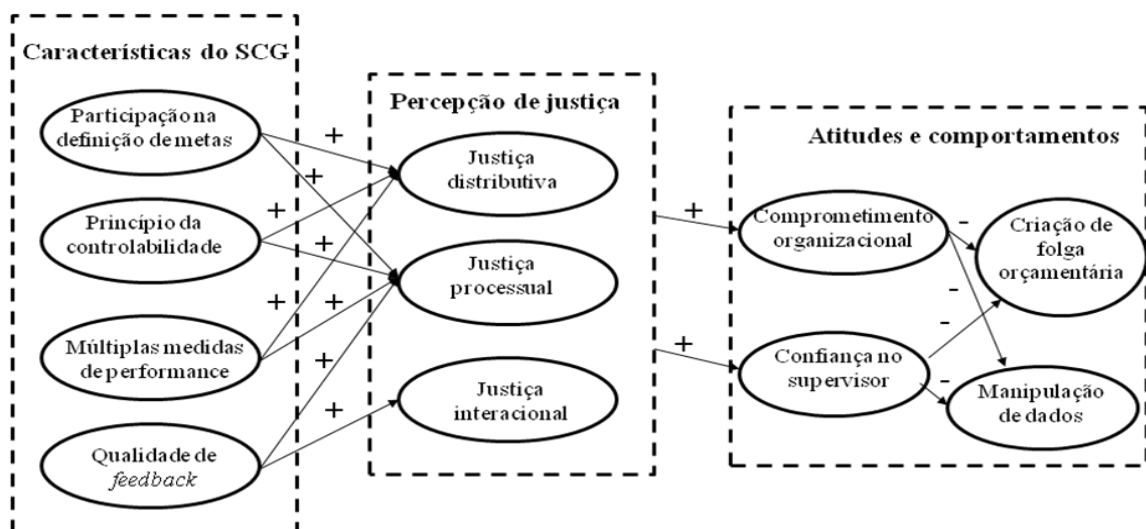 Características do SCG
Participação na
definição de metas
Princípio da
controlabilidade
Múltiplas medidas
de performance
Qualidade de
feedback
+
+
+
+
+
+
+
+
Percepção de justiça
Justiça
distributiva
Justiça
processual
Justiça
interacional
+
+
Atitudes e comportamentos
Comprometimento
organizacional
Confiança no
supervisor
-
-
-
-
Criação de
folga
orçamentária
Manipulação
de dados